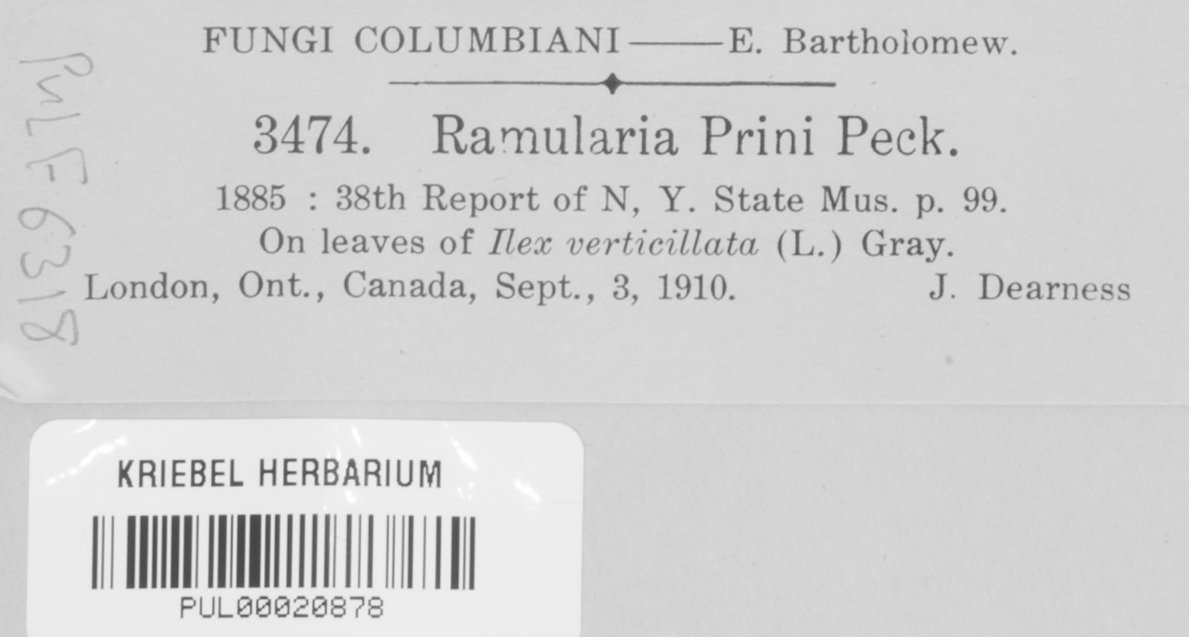 FUNGI COLUMBIANI——E. Bartholomew.
3474. Ramularia Prini Peck.
1885 : 38th Report of N, Y. State Mus. p. 99.
On leaves of Ilex verticillata (L.) Gray.
London, Ont., Canada, Sept., 3, 1910. J. Dearness
PUL F6318
KRIEBEL HERBARIUM
PUL00020878